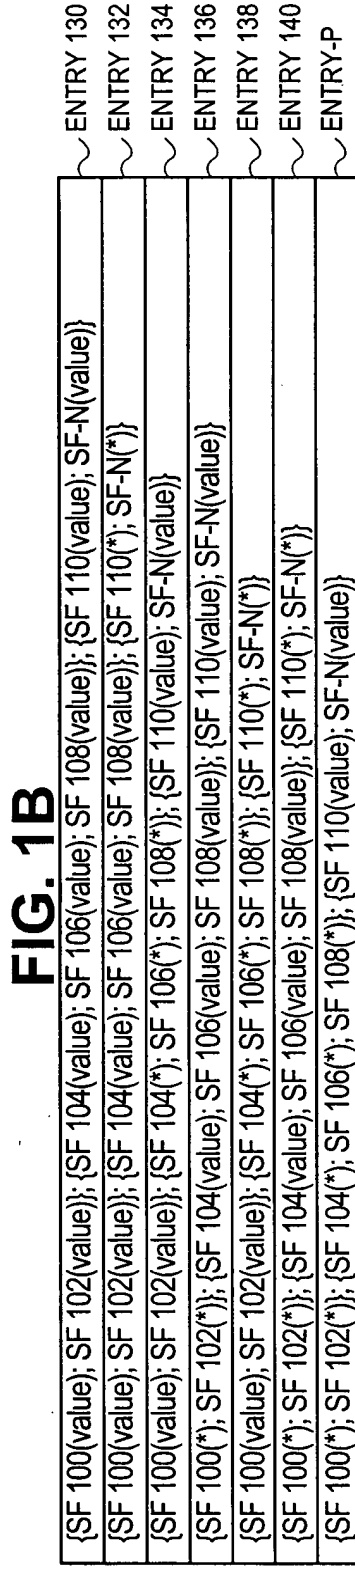 FIG. 1B
{SF 100(value); SF 102(value)}; {SF 104(value); SF 106(value); SF 108(value)}; {SF 110(value); SF-N(value)} ENTRY 130
{SF 100(value); SF 102(value)}; {SF 104(value); SF 106(value); SF 108(value)}; {SF 110(*); SF-N(*)} ENTRY 132
{SF 100(value); SF 102(value)}; {SF 104(*); SF 106(*); SF 108(*)}; {SF 110(value); SF-N(value)} ENTRY 134
{SF 100(*); SF 102(*)}; {SF 104(value); SF 106(value); SF 108(value)}; {SF 110(value); SF-N(value)} ENTRY 136
{SF 100(value); SF 102(value)}; {SF 104(*); SF 106(*); SF 108(*)}; {SF 110(*); SF-N(*)} ENTRY 138
{SF 100(*); SF 102(*)}; {SF 104(value); SF 106(value); SF 108(value)}; {SF 110(*); SF-N(*)} ENTRY 140
{SF 100(*); SF 102(*)}; {SF 104(*); SF 106(*); SF 108(*)}; {SF 110(value); SF-N(value)} ENTRY-P